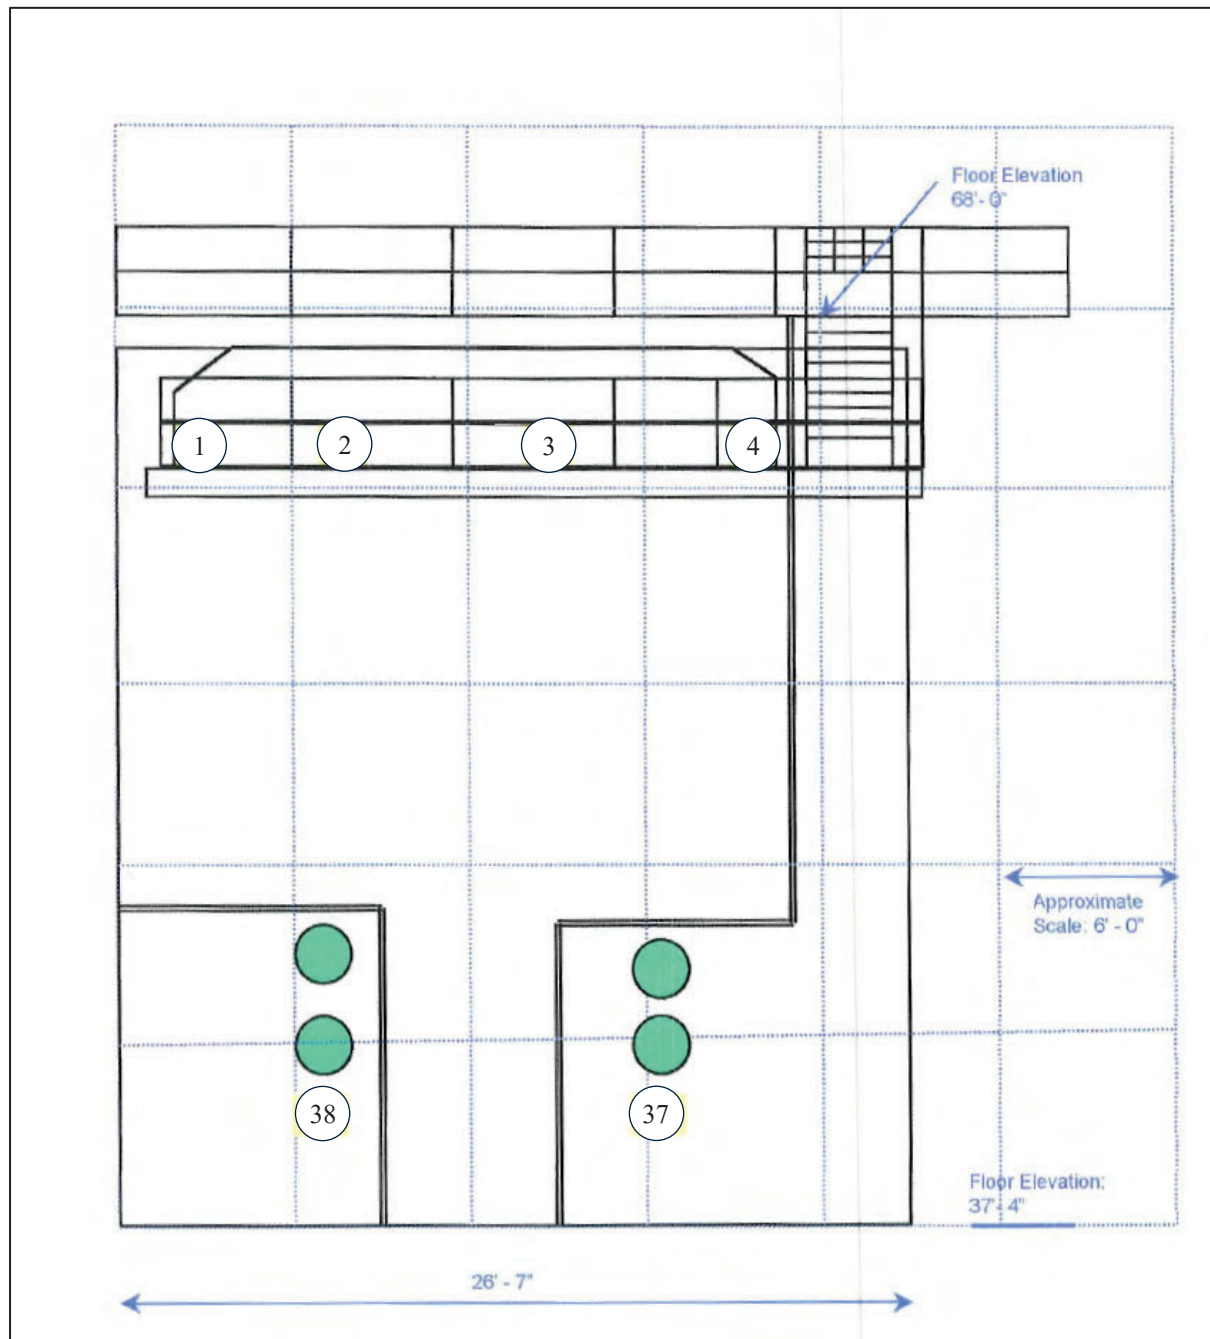 Floor Elevation
68'- 0"
1
2
3
4
Approximate
Scale: 6' - 0"
38
37
Floor Elevation:
37'- 4"
26' - 7"